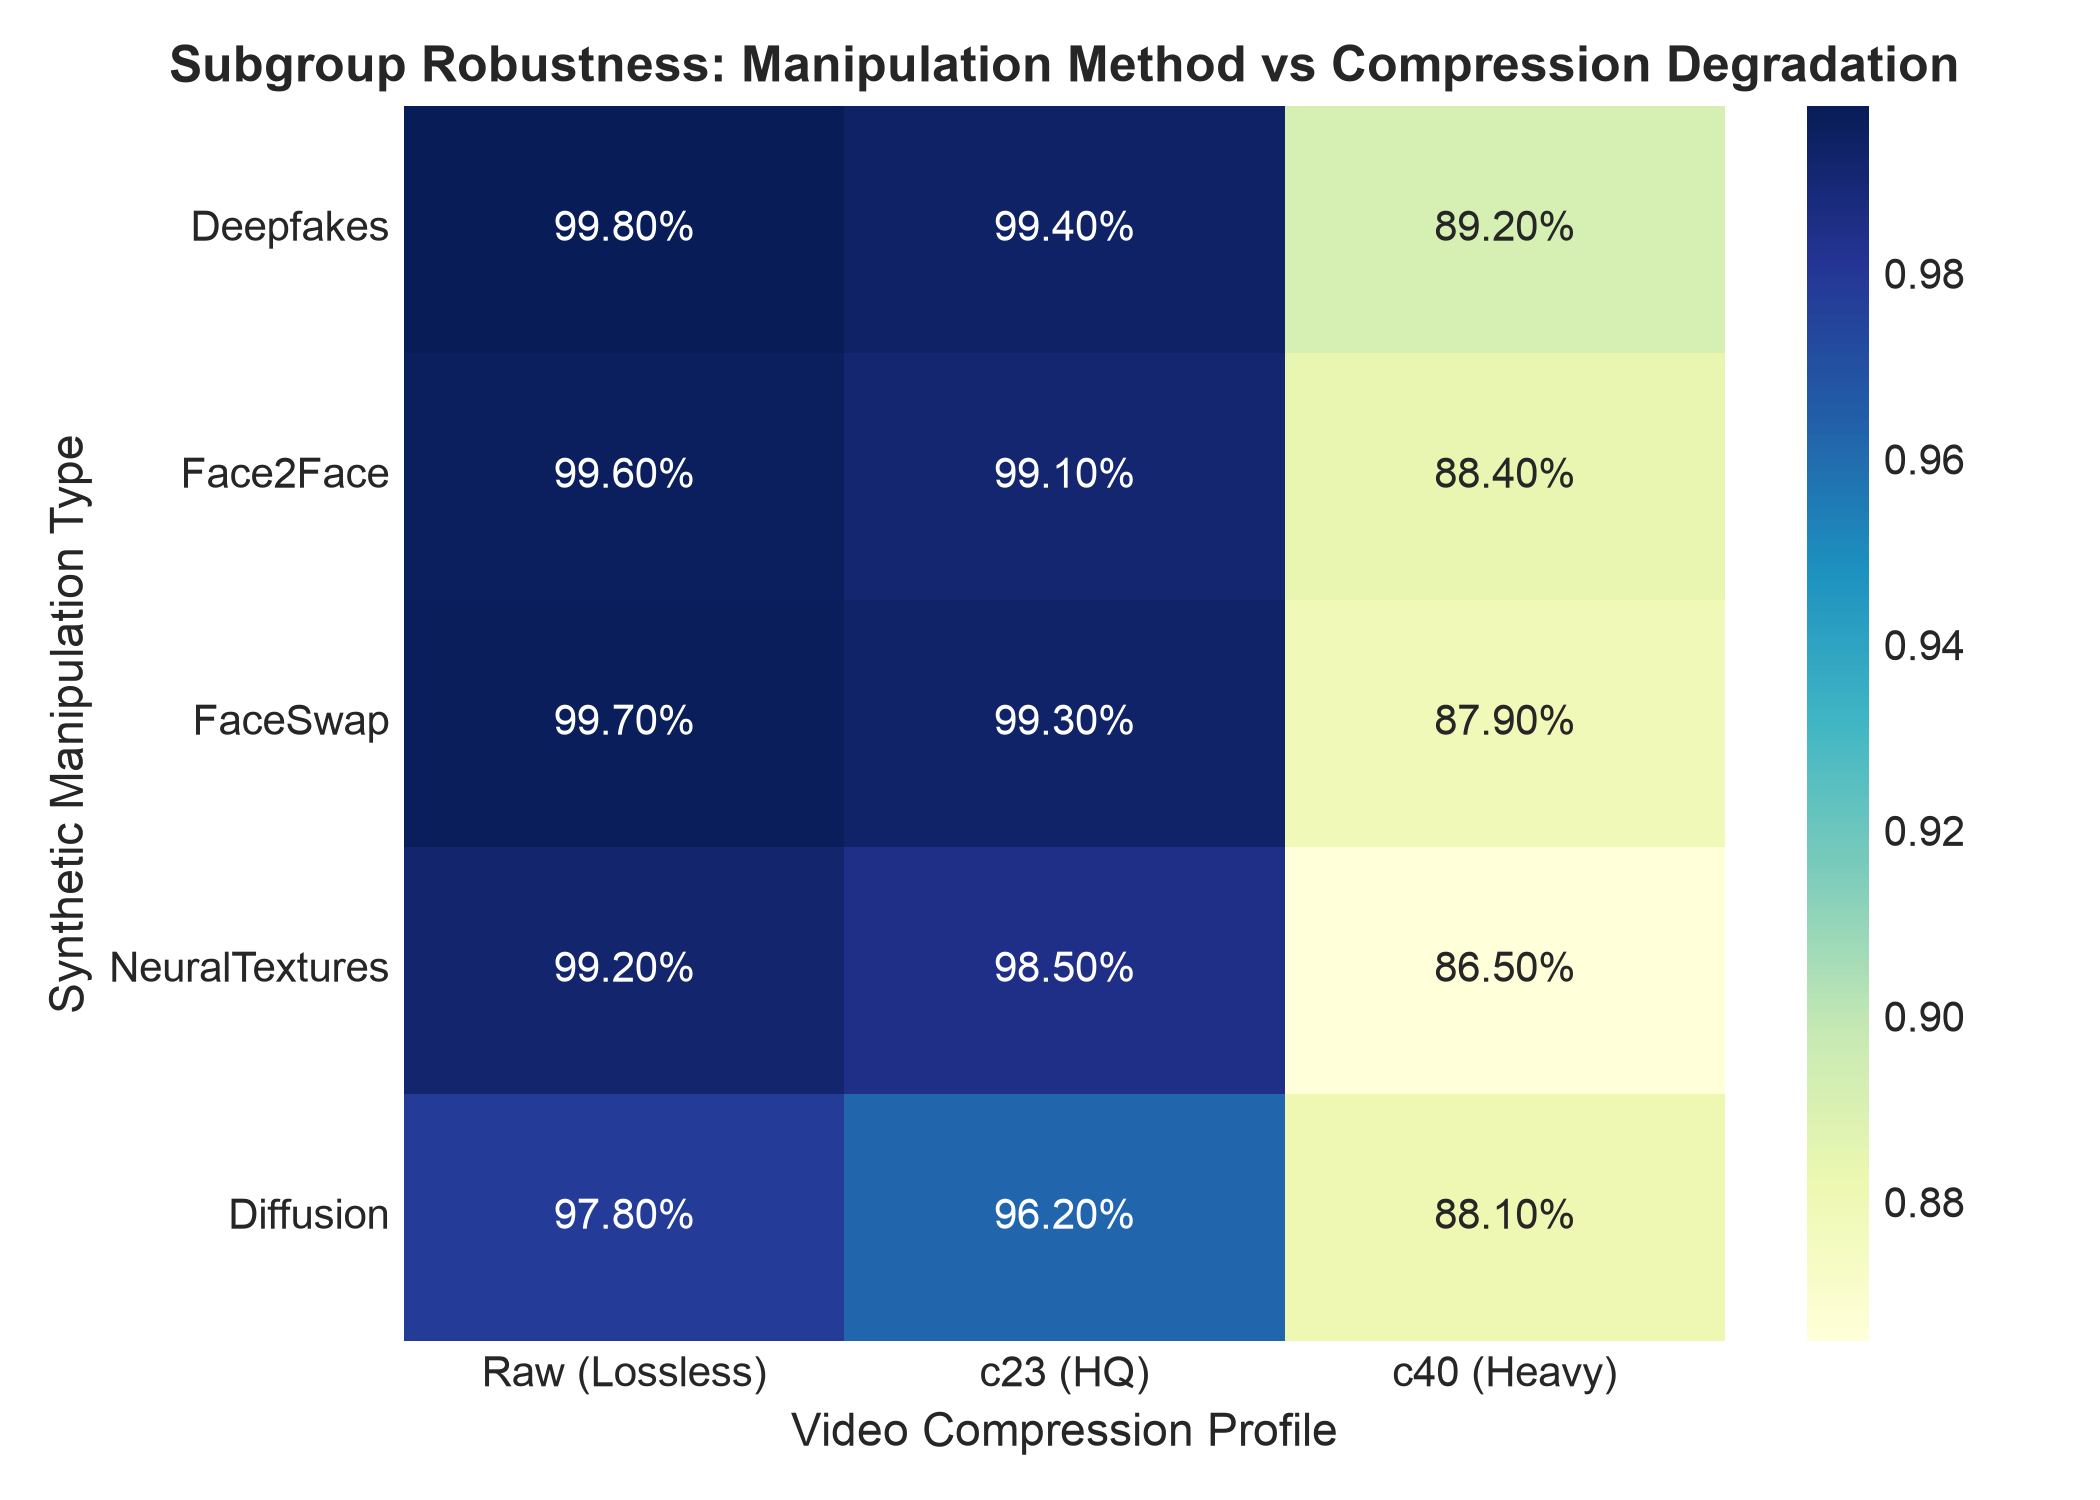 Subgroup Robustness: Manipulation Method vs Compression Degradation
Synthetic Manipulation Type
Deepfakes 99.80% 99.40% 89.20%
Face2Face 99.60% 99.10% 88.40%
FaceSwap 99.70% 99.30% 87.90%
NeuralTextures 99.20% 98.50% 86.50%
Diffusion 97.80% 96.20% 88.10%
Raw (Lossless) c23 (HQ) c40 (Heavy)
Video Compression Profile
0.98
0.96
0.94
0.92
0.90
0.88